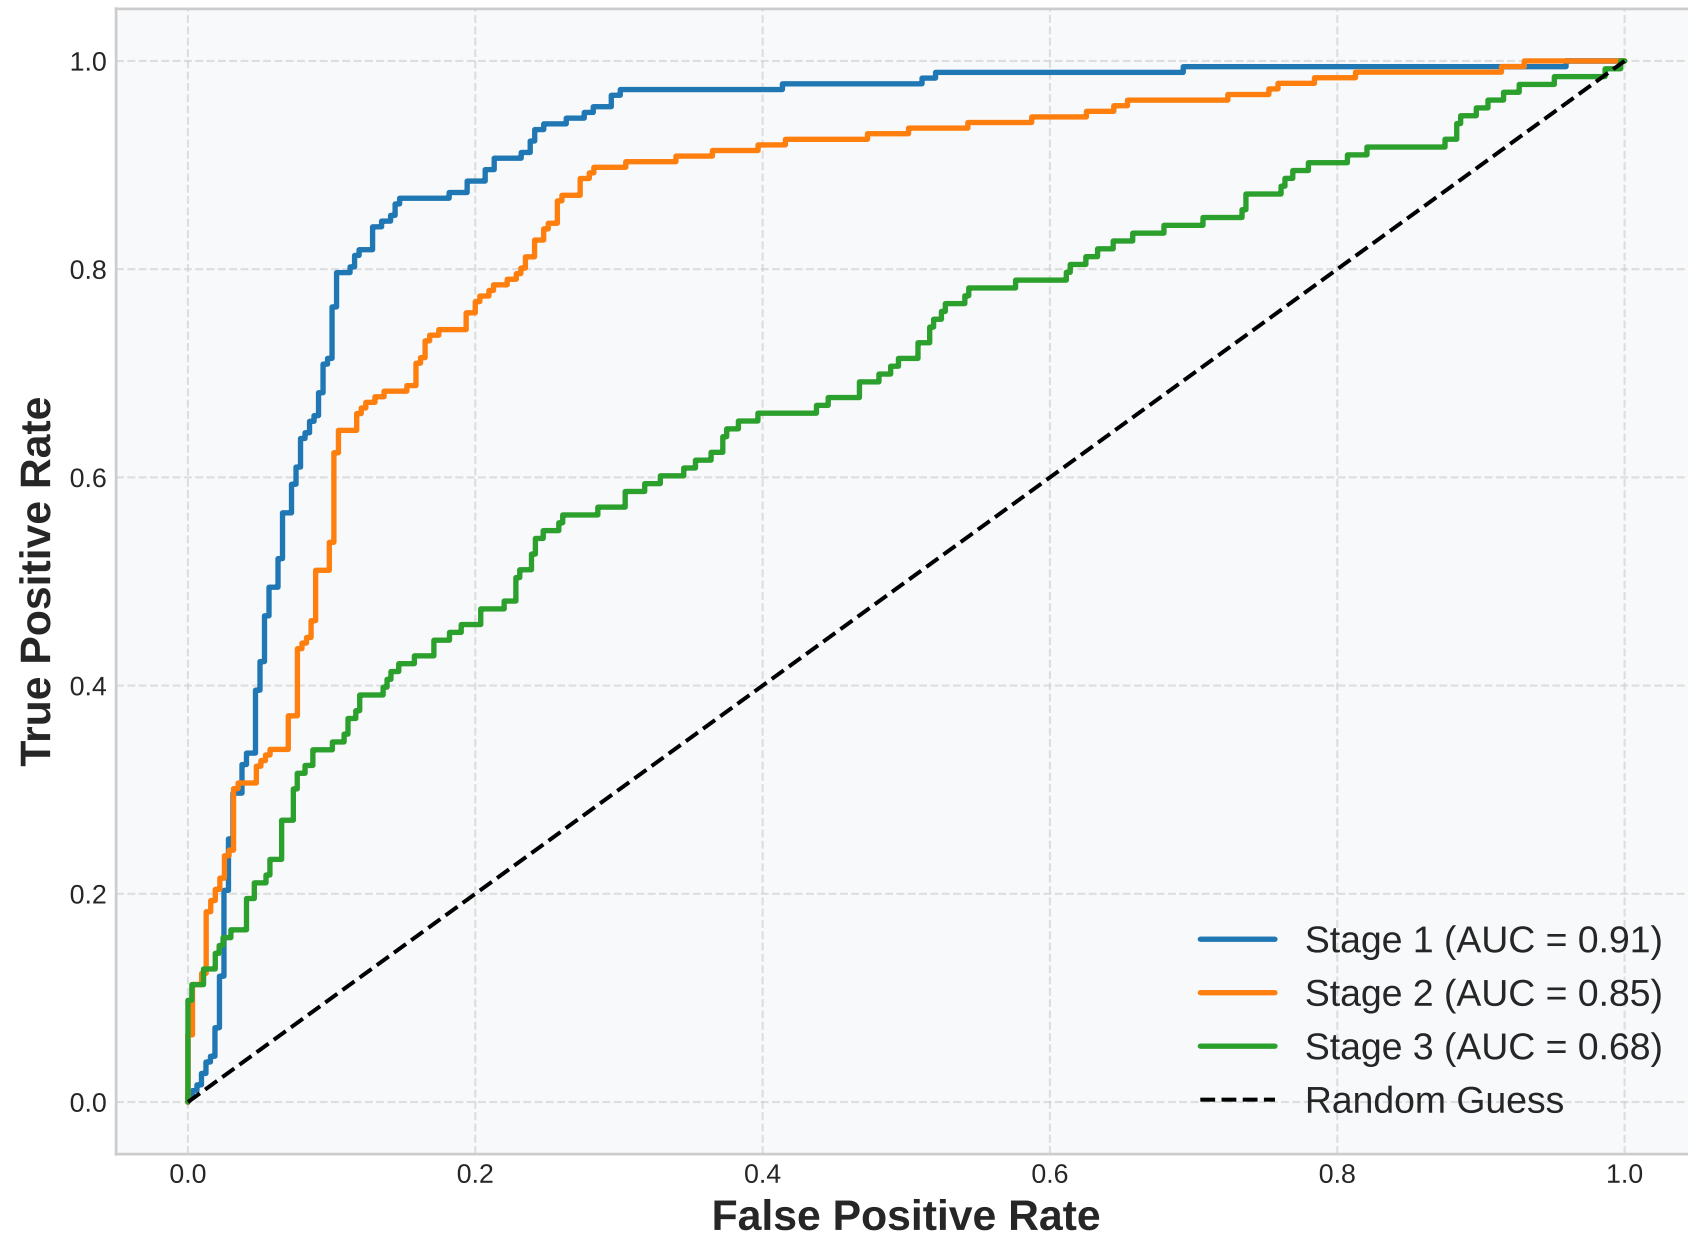 1.0
0.8
0.6
0.4
0.2
0.0
True Positive Rate
Stage 1 (AUC = 0.91)
Stage 2 (AUC = 0.85)
Stage 3 (AUC = 0.68)
Random Guess
0.0 0.2 0.4 0.6 0.8 1.0
False Positive Rate